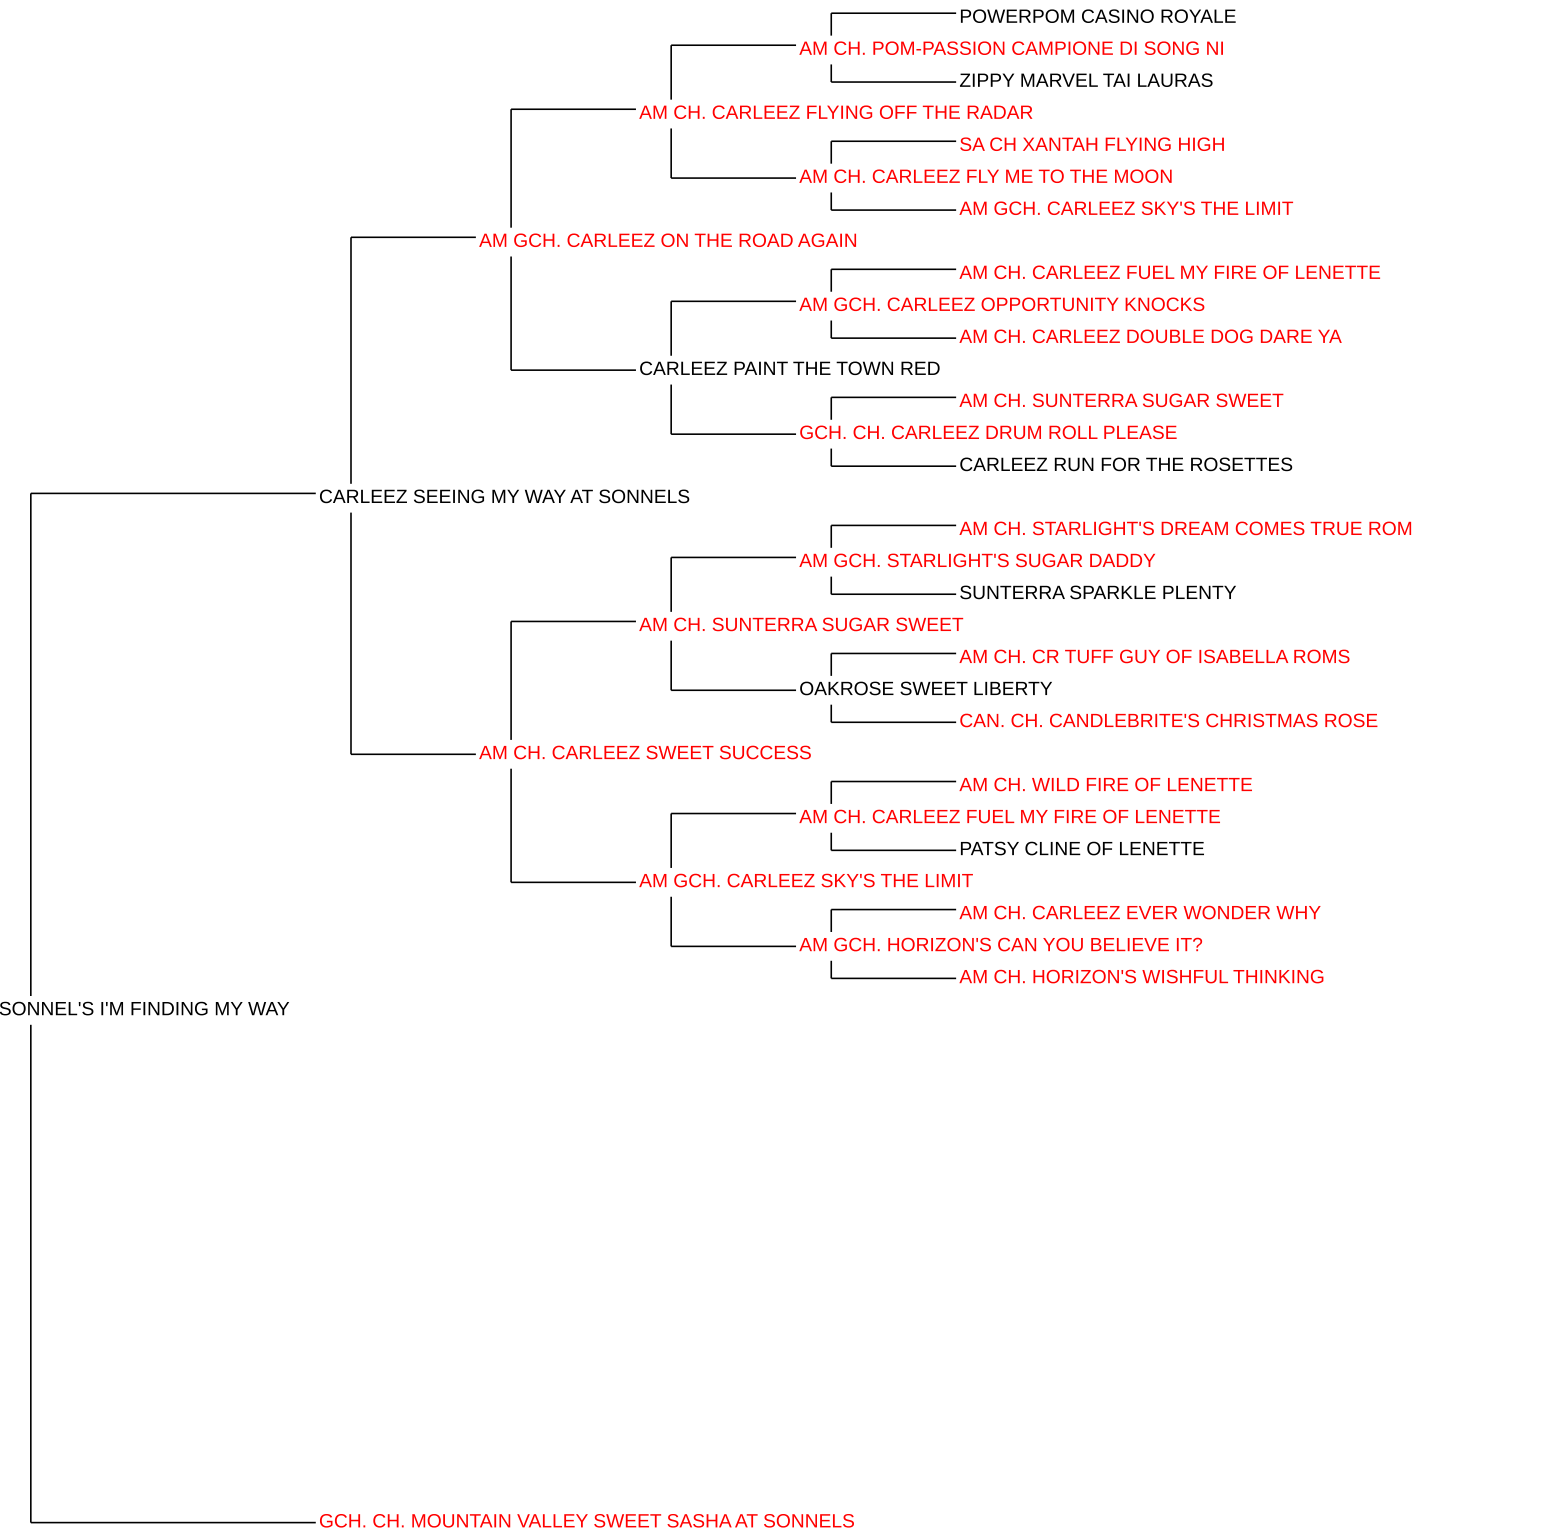 POWERPOM CASINO ROYALE
AM CH. POM-PASSION CAMPIONE DI SONG NI
ZIPPY MARVEL TAI LAURAS
AM CH. CARLEEZ FLYING OFF THE RADAR
SA CH XANTAH FLYING HIGH
AM CH. CARLEEZ FLY ME TO THE MOON
AM GCH. CARLEEZ SKY'S THE LIMIT
AM GCH. CARLEEZ ON THE ROAD AGAIN
AM CH. CARLEEZ FUEL MY FIRE OF LENETTE
AM GCH. CARLEEZ OPPORTUNITY KNOCKS
AM CH. CARLEEZ DOUBLE DOG DARE YA
CARLEEZ PAINT THE TOWN RED
AM CH. SUNTERRA SUGAR SWEET
GCH. CH. CARLEEZ DRUM ROLL PLEASE
CARLEEZ RUN FOR THE ROSETTES
CARLEEZ SEEING MY WAY AT SONNELS
AM CH. STARLIGHT'S DREAM COMES TRUE ROM
AM GCH. STARLIGHT'S SUGAR DADDY
SUNTERRA SPARKLE PLENTY
AM CH. SUNTERRA SUGAR SWEET
AM CH. CR TUFF GUY OF ISABELLA ROMS
OAKROSE SWEET LIBERTY
CAN. CH. CANDLEBRITE'S CHRISTMAS ROSE
AM CH. CARLEEZ SWEET SUCCESS
AM CH. WILD FIRE OF LENETTE
AM CH. CARLEEZ FUEL MY FIRE OF LENETTE
PATSY CLINE OF LENETTE
AM GCH. CARLEEZ SKY'S THE LIMIT
AM CH. CARLEEZ EVER WONDER WHY
AM GCH. HORIZON'S CAN YOU BELIEVE IT?
AM CH. HORIZON'S WISHFUL THINKING
SONNEL'S I'M FINDING MY WAY
GCH. CH. MOUNTAIN VALLEY SWEET SASHA AT SONNELS